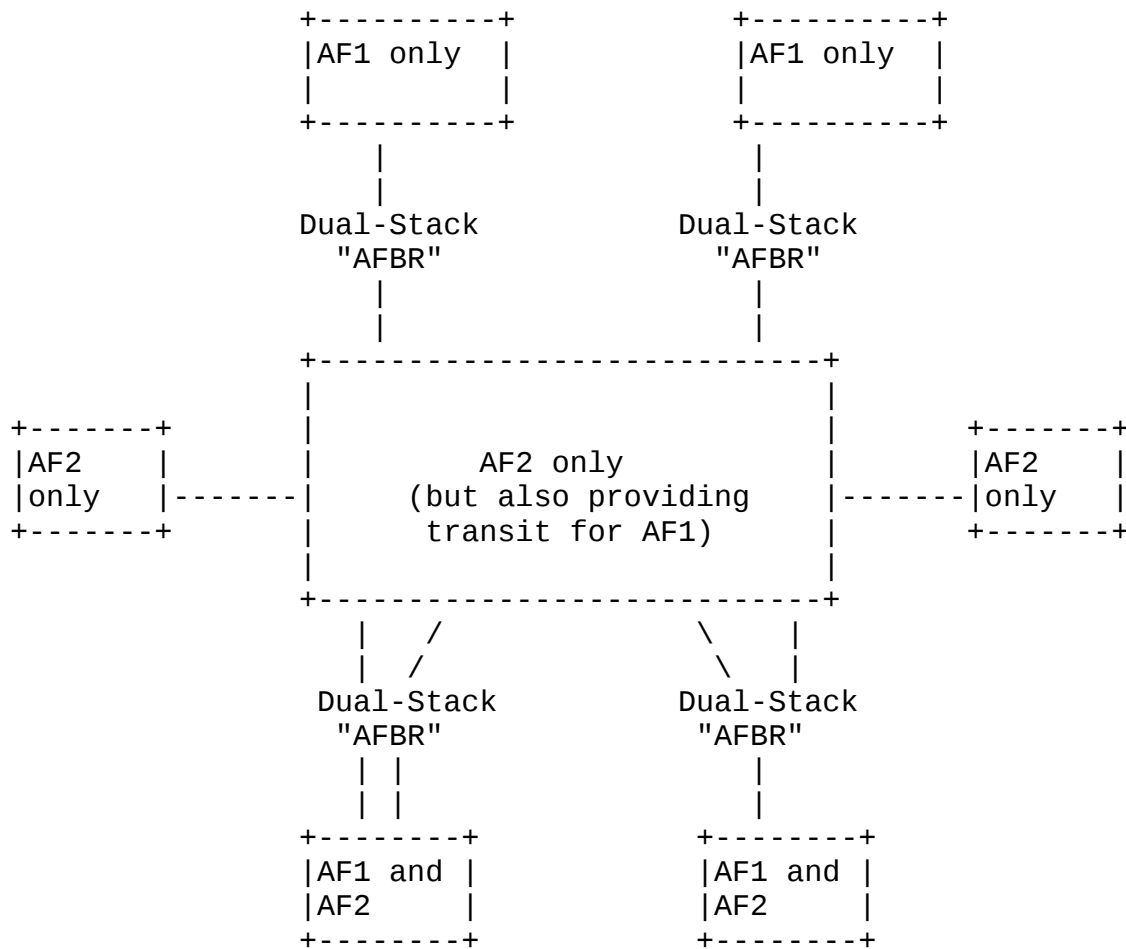 AF1 only
AF1 only
Dual-Stack
"AFBR"
Dual-Stack
"AFBR"
AF2
only
AF2 only
(but also providing
transit for AF1)
AF2
only
Dual-Stack
"AFBR"
Dual-Stack
"AFBR"
AF1 and
AF2
AF1 and
AF2